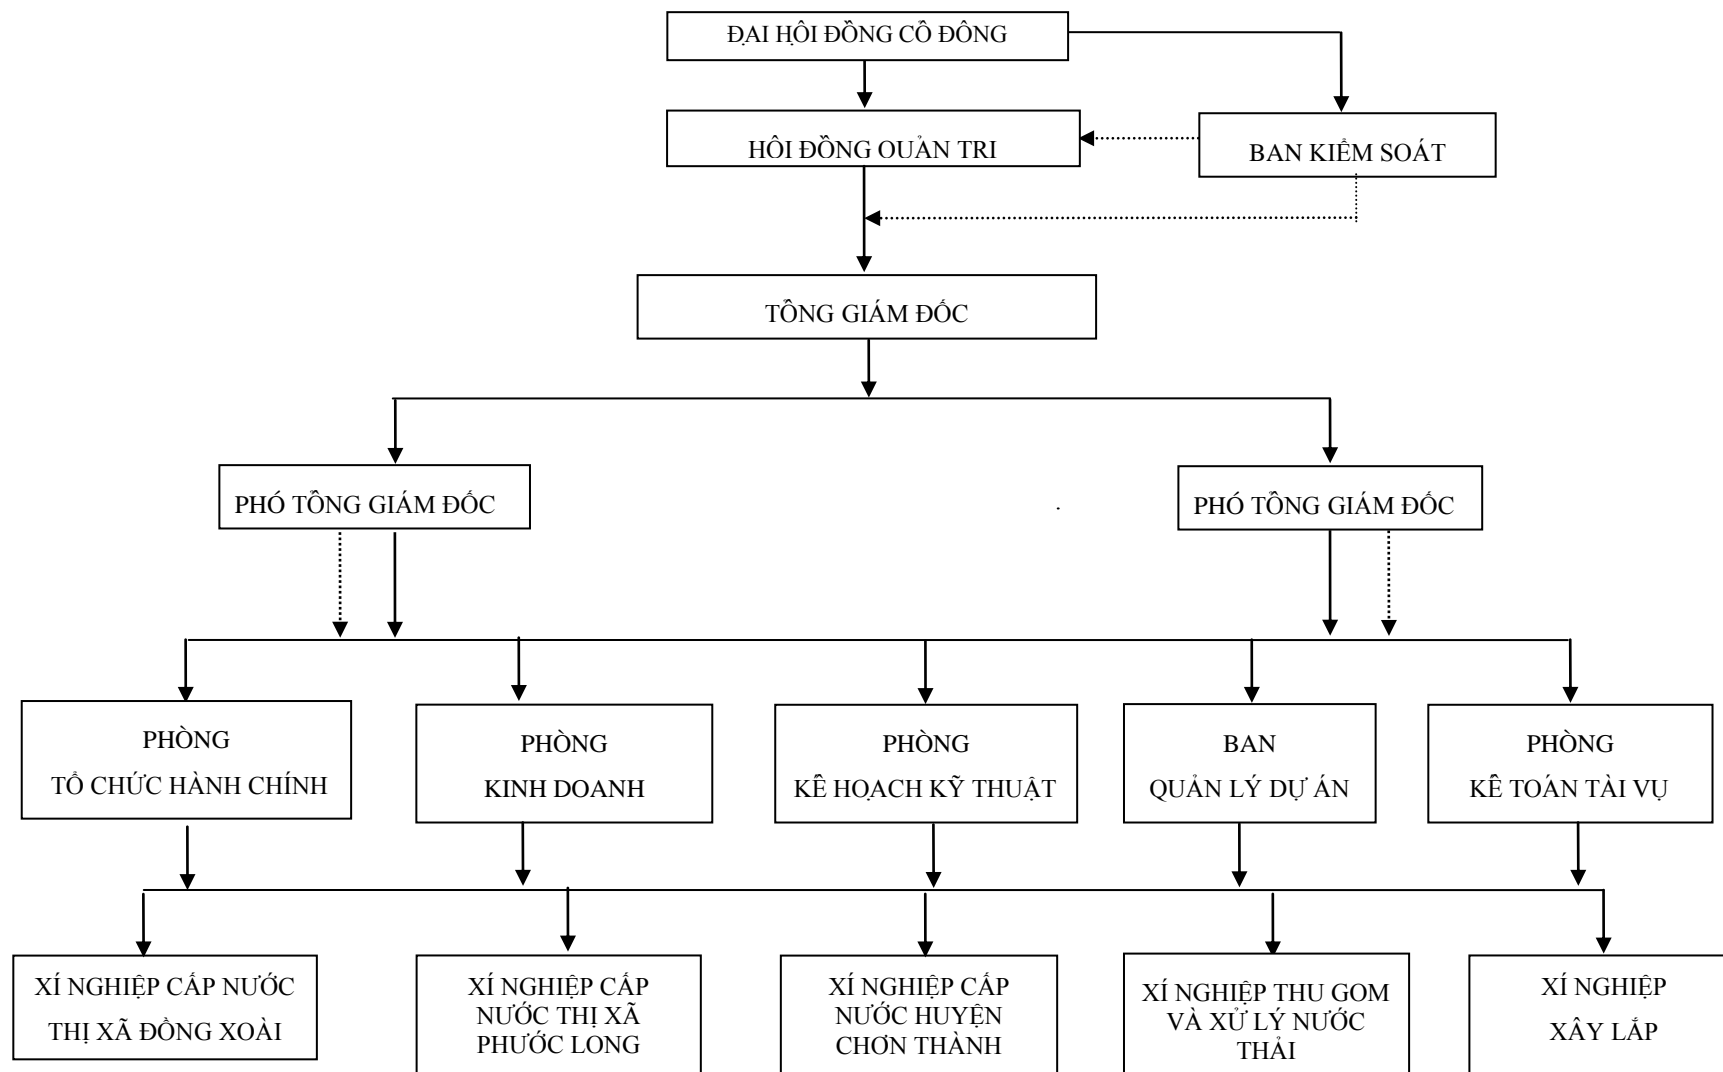 ĐẠI HỘI ĐỒNG CỔ ĐÔNG
HỘI ĐỒNG QUẢN TRỊ
BAN KIỂM SOÁT
TỔNG GIÁM ĐỐC
PHÓ TỔNG GIÁM ĐỐC
PHÓ TỔNG GIÁM ĐỐC
PHÒNG
TỔ CHỨC HÀNH CHÍNH
PHÒNG
KINH DOANH
PHÒNG
KẾ HOẠCH KỸ THUẬT
BAN
QUẢN LÝ DỰ ÁN
PHÒNG
KẾ TOÁN TÀI VỤ
XÍ NGHIỆP CẤP NƯỚC
THỊ XÃ ĐỒNG XOÀI
XÍ NGHIỆP CẤP
NƯỚC THỊ XÃ
PHƯỚC LONG
XÍ NGHIỆP CẤP
NƯỚC HUYỆN
CHƠN THÀNH
XÍ NGHIỆP THU GOM
VÀ XỬ LÝ NƯỚC
THẢI
XÍ NGHIỆP
XÂY LẮP